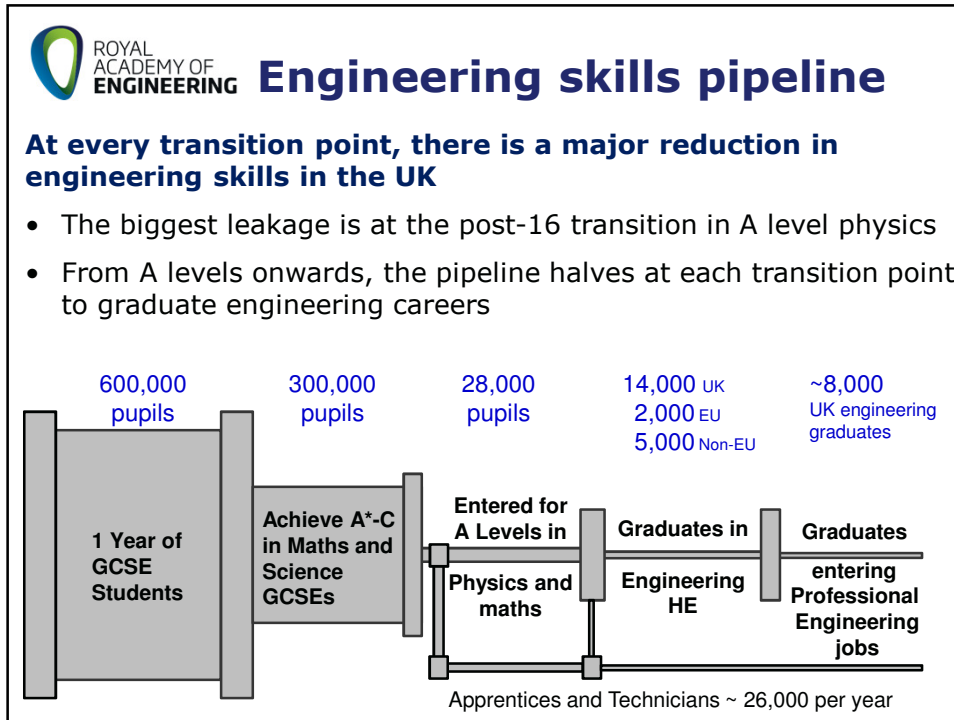 ROYAL
ACADEMY OF
ENGINEERING
Engineering skills pipeline
At every transition point, there is a major reduction in
engineering skills in the UK
• The biggest leakage is at the post-16 transition in A level physics
• From A levels onwards, the pipeline halves at each transition point
to graduate engineering careers
600,000
pupils
300,000
pupils
28,000
pupils
14,000 UK
2,000 EU
5,000 Non-EU
~8,000
UK engineering
graduates
1 Year of
GCSE
Students
Achieve A*-C
in Maths and
Science
GCSEs
Entered for
A Levels in
Physics and
maths
Graduates in
Engineering
HE
Graduates
entering
Professional
Engineering
jobs
Apprentices and Technicians ~ 26,000 per year